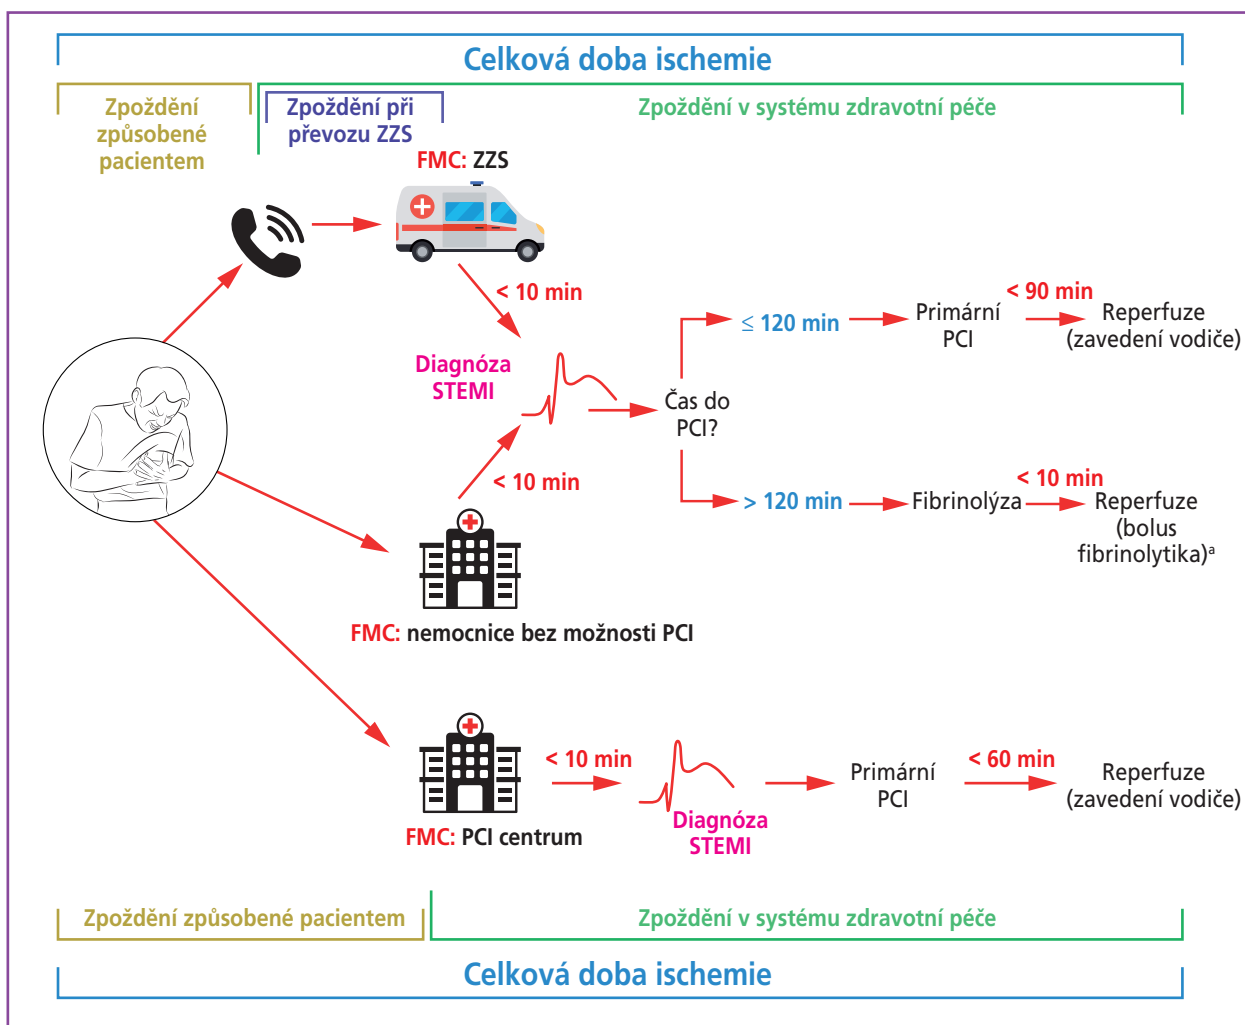 Celková doba ischemie
Zpoždění
způsobené
pacientem
Zpoždění při
převozu ZZS
Zpoždění v systému zdravotní péče
FMC: ZZS
< 10 min
Diagnóza
STEMI
< 10 min
Čas do
PCI?
≤ 120 min
Primární
PCI
< 90 min
Reperfuze
(zavedení vodiče)
> 120 min
Fibrinolýza
< 10 min
Reperfuze
(bolus
fibrinolytika)ᵃ
FMC: nemocnice bez možnosti PCI
FMC: PCI centrum
< 10 min
Diagnóza
STEMI
Primární
PCI
< 60 min
Reperfuze
(zavedení vodiče)
Zpoždění způsobené pacientem
Zpoždění v systému zdravotní péče
Celková doba ischemie